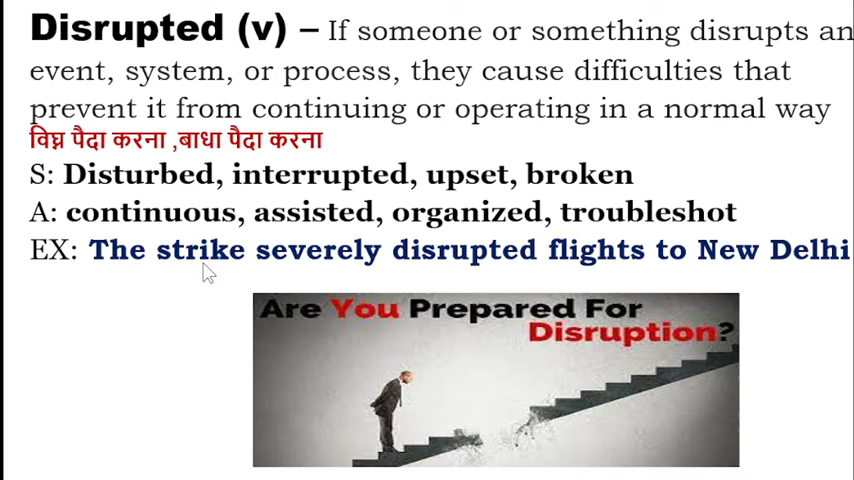 Disrupted (v) – If someone or something disrupts an
event, system, or process, they cause difficulties that
prevent it from continuing or operating in a normal way
विघ्न पैदा करना ,बाधा पैदा करना
S: Disturbed, interrupted, upset, broken
A: continuous, assisted, organized, troubleshot
EX: The strike severely disrupted flights to New Delhi
Are You Prepared For
Disruption?